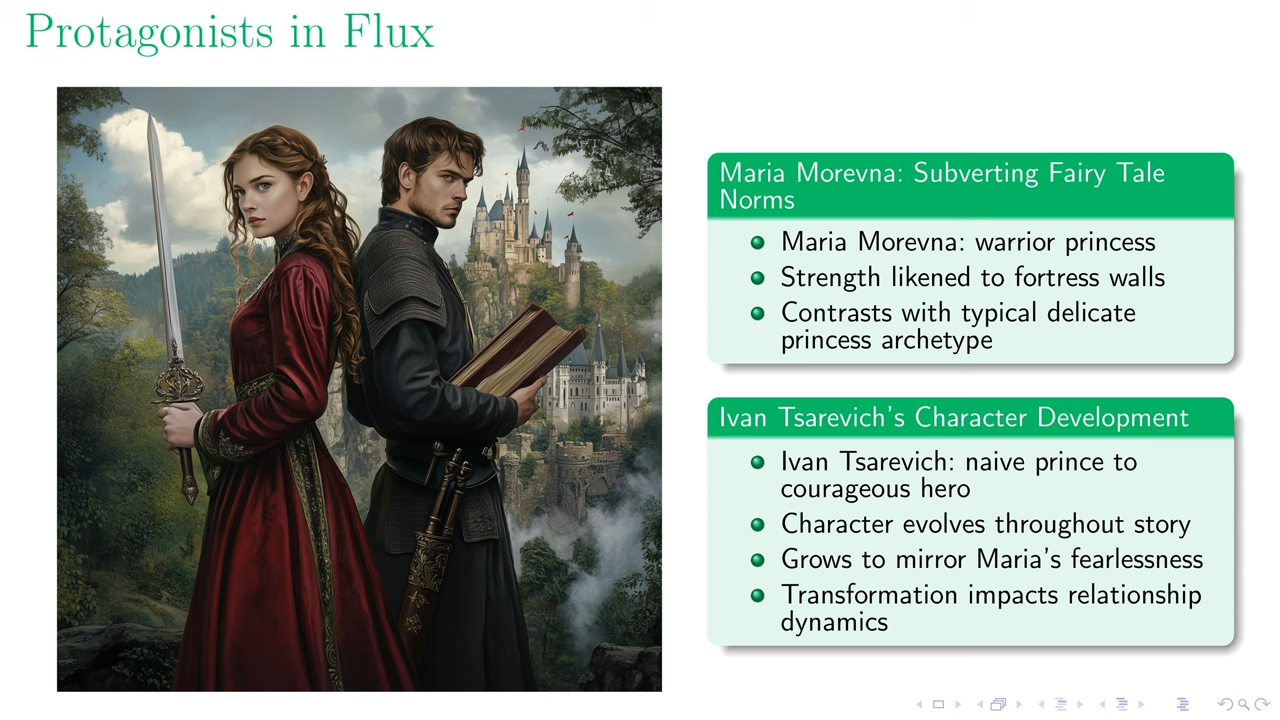 Protagonists in Flux
Maria Morevna: Subverting Fairy Tale
Norms
Maria Morevna: warrior princess
Strength likened to fortress walls
Contrasts with typical delicate
princess archetype
Ivan Tsarevich's Character Development
Ivan Tsarevich: naive prince to
courageous hero
Character evolves throughout story
Grows to mirror Maria's fearlessness
Transformation impacts relationship
dynamics